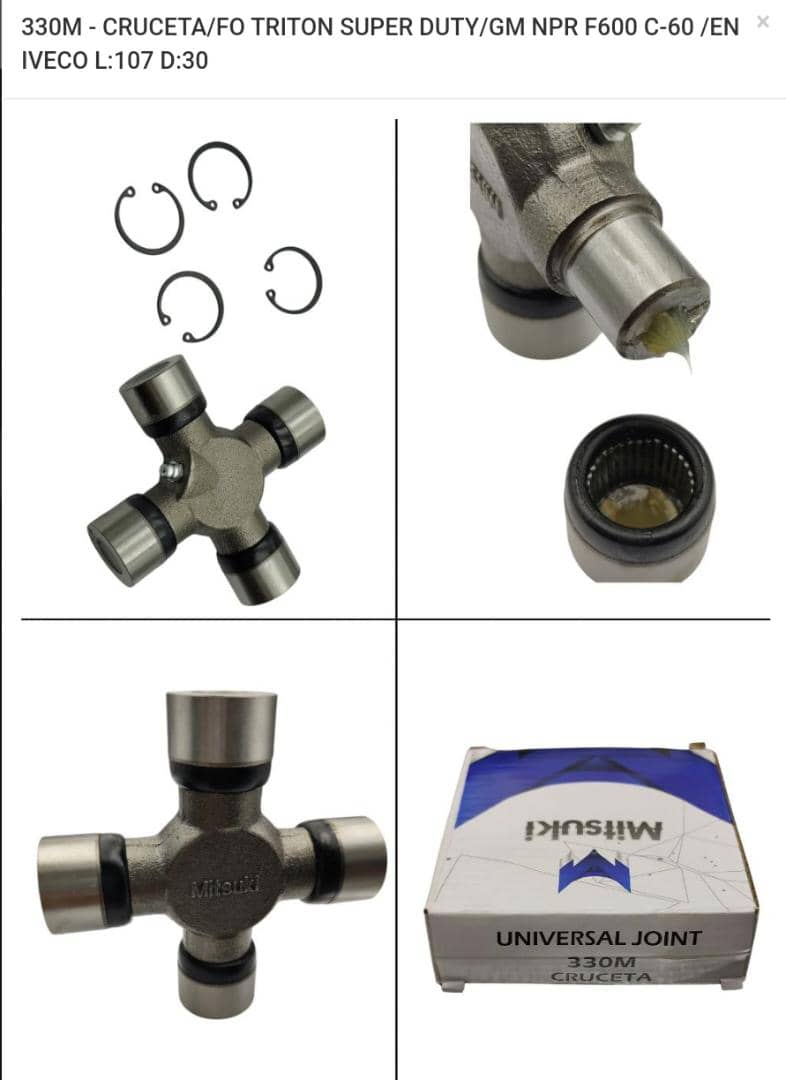 330M - CRUCETA/FO TRITON SUPER DUTY/GM NPR F600 C-60 /EN
IVECO L:107 D:30
Mitsuki
Mitsuki
UNIVERSAL JOINT
330M
CRUCETA